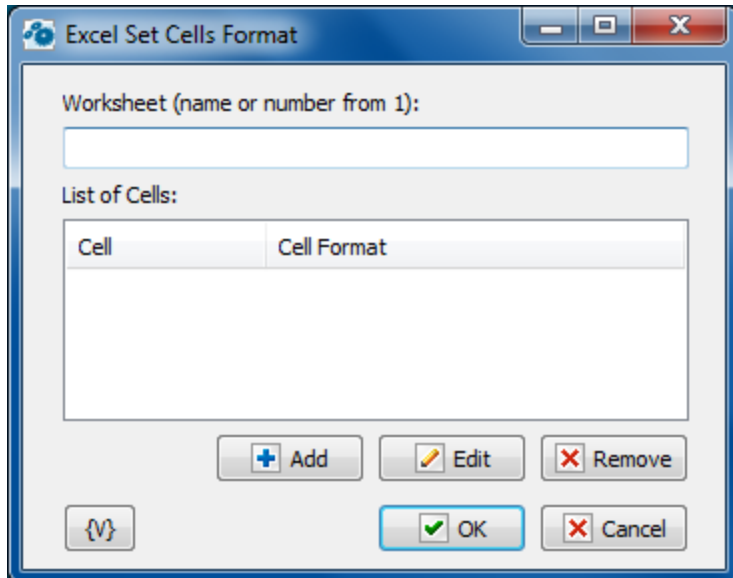 Excel Set Cells Format
Worksheet (name or number from 1):
List of Cells:
Cell Cell Format
Add Edit Remove
{V} OK Cancel